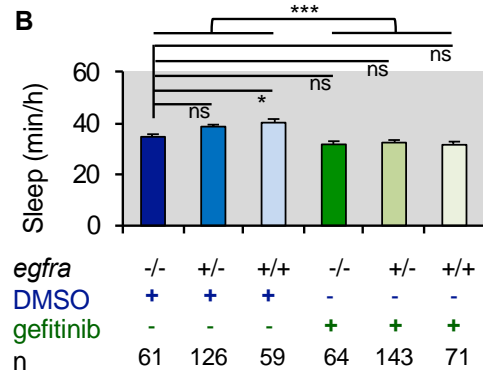 B
***
ns
ns
ns
*
ns
60
40
20
0
Sleep (min/h)
egfra -/- +/- +/+ -/- +/- +/+
DMSO + + + - - -
gefitinib - - - + + +
n 61 126 59 64 143 71